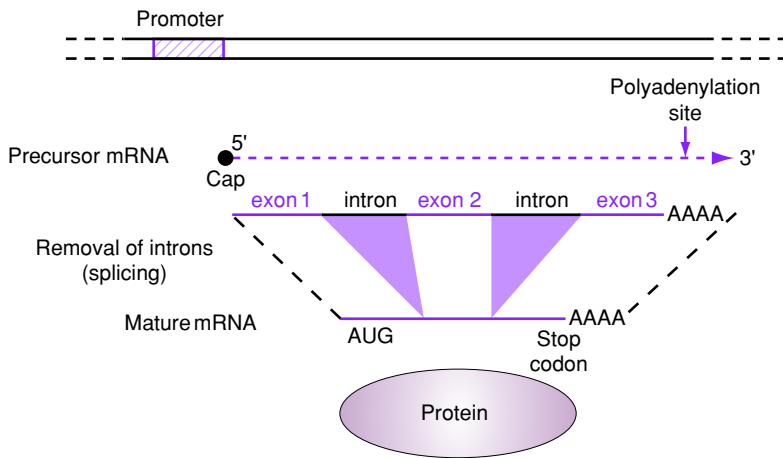 Promoter
Polyadenylation
site
5'
Precursor mRNA
3'
Cap
exon 1 intron exon 2 intron exon 3
AAAA
Removal of introns
(splicing)
Mature mRNA
AAAA
AUG
Stop
codon
Protein